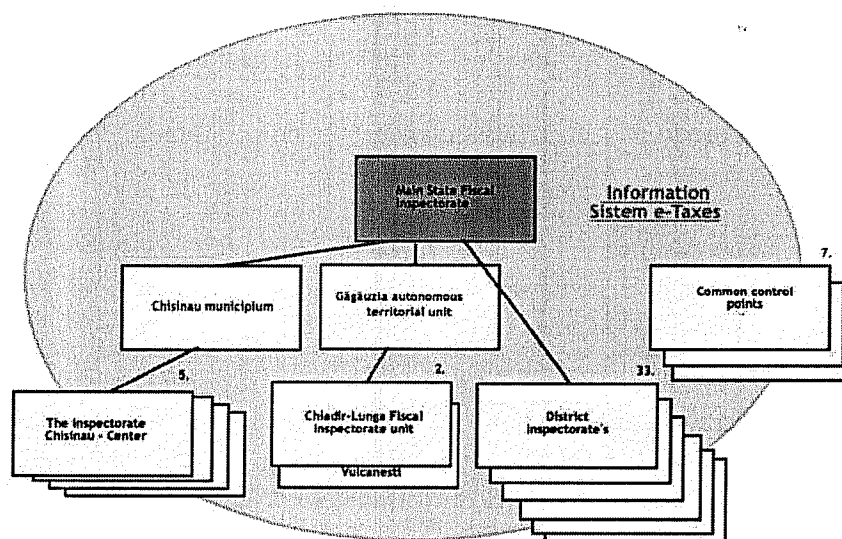 Main State Fiscal
Inspectorate
Information
Sistem e-Taxes
7.
Chisinau municipium
Găgăuzia autonomous
territorial unit
Common control
points
5.
2.
33.
The Inspectorate
Chisinau - Center
Chiadir-Lunga Fiscal
Inspectorate unit
Vulcanesti
District
Inspectorate's